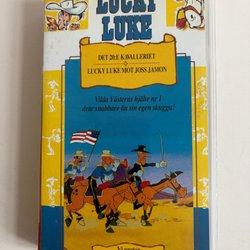 LUCKY
LUKE
DET 20:E KAVALLERIET
LUCKY LUKE MOT JOSS JAMON
Vilda Västerns hjälte nr 1
drar snabbare än sin egen skugga!